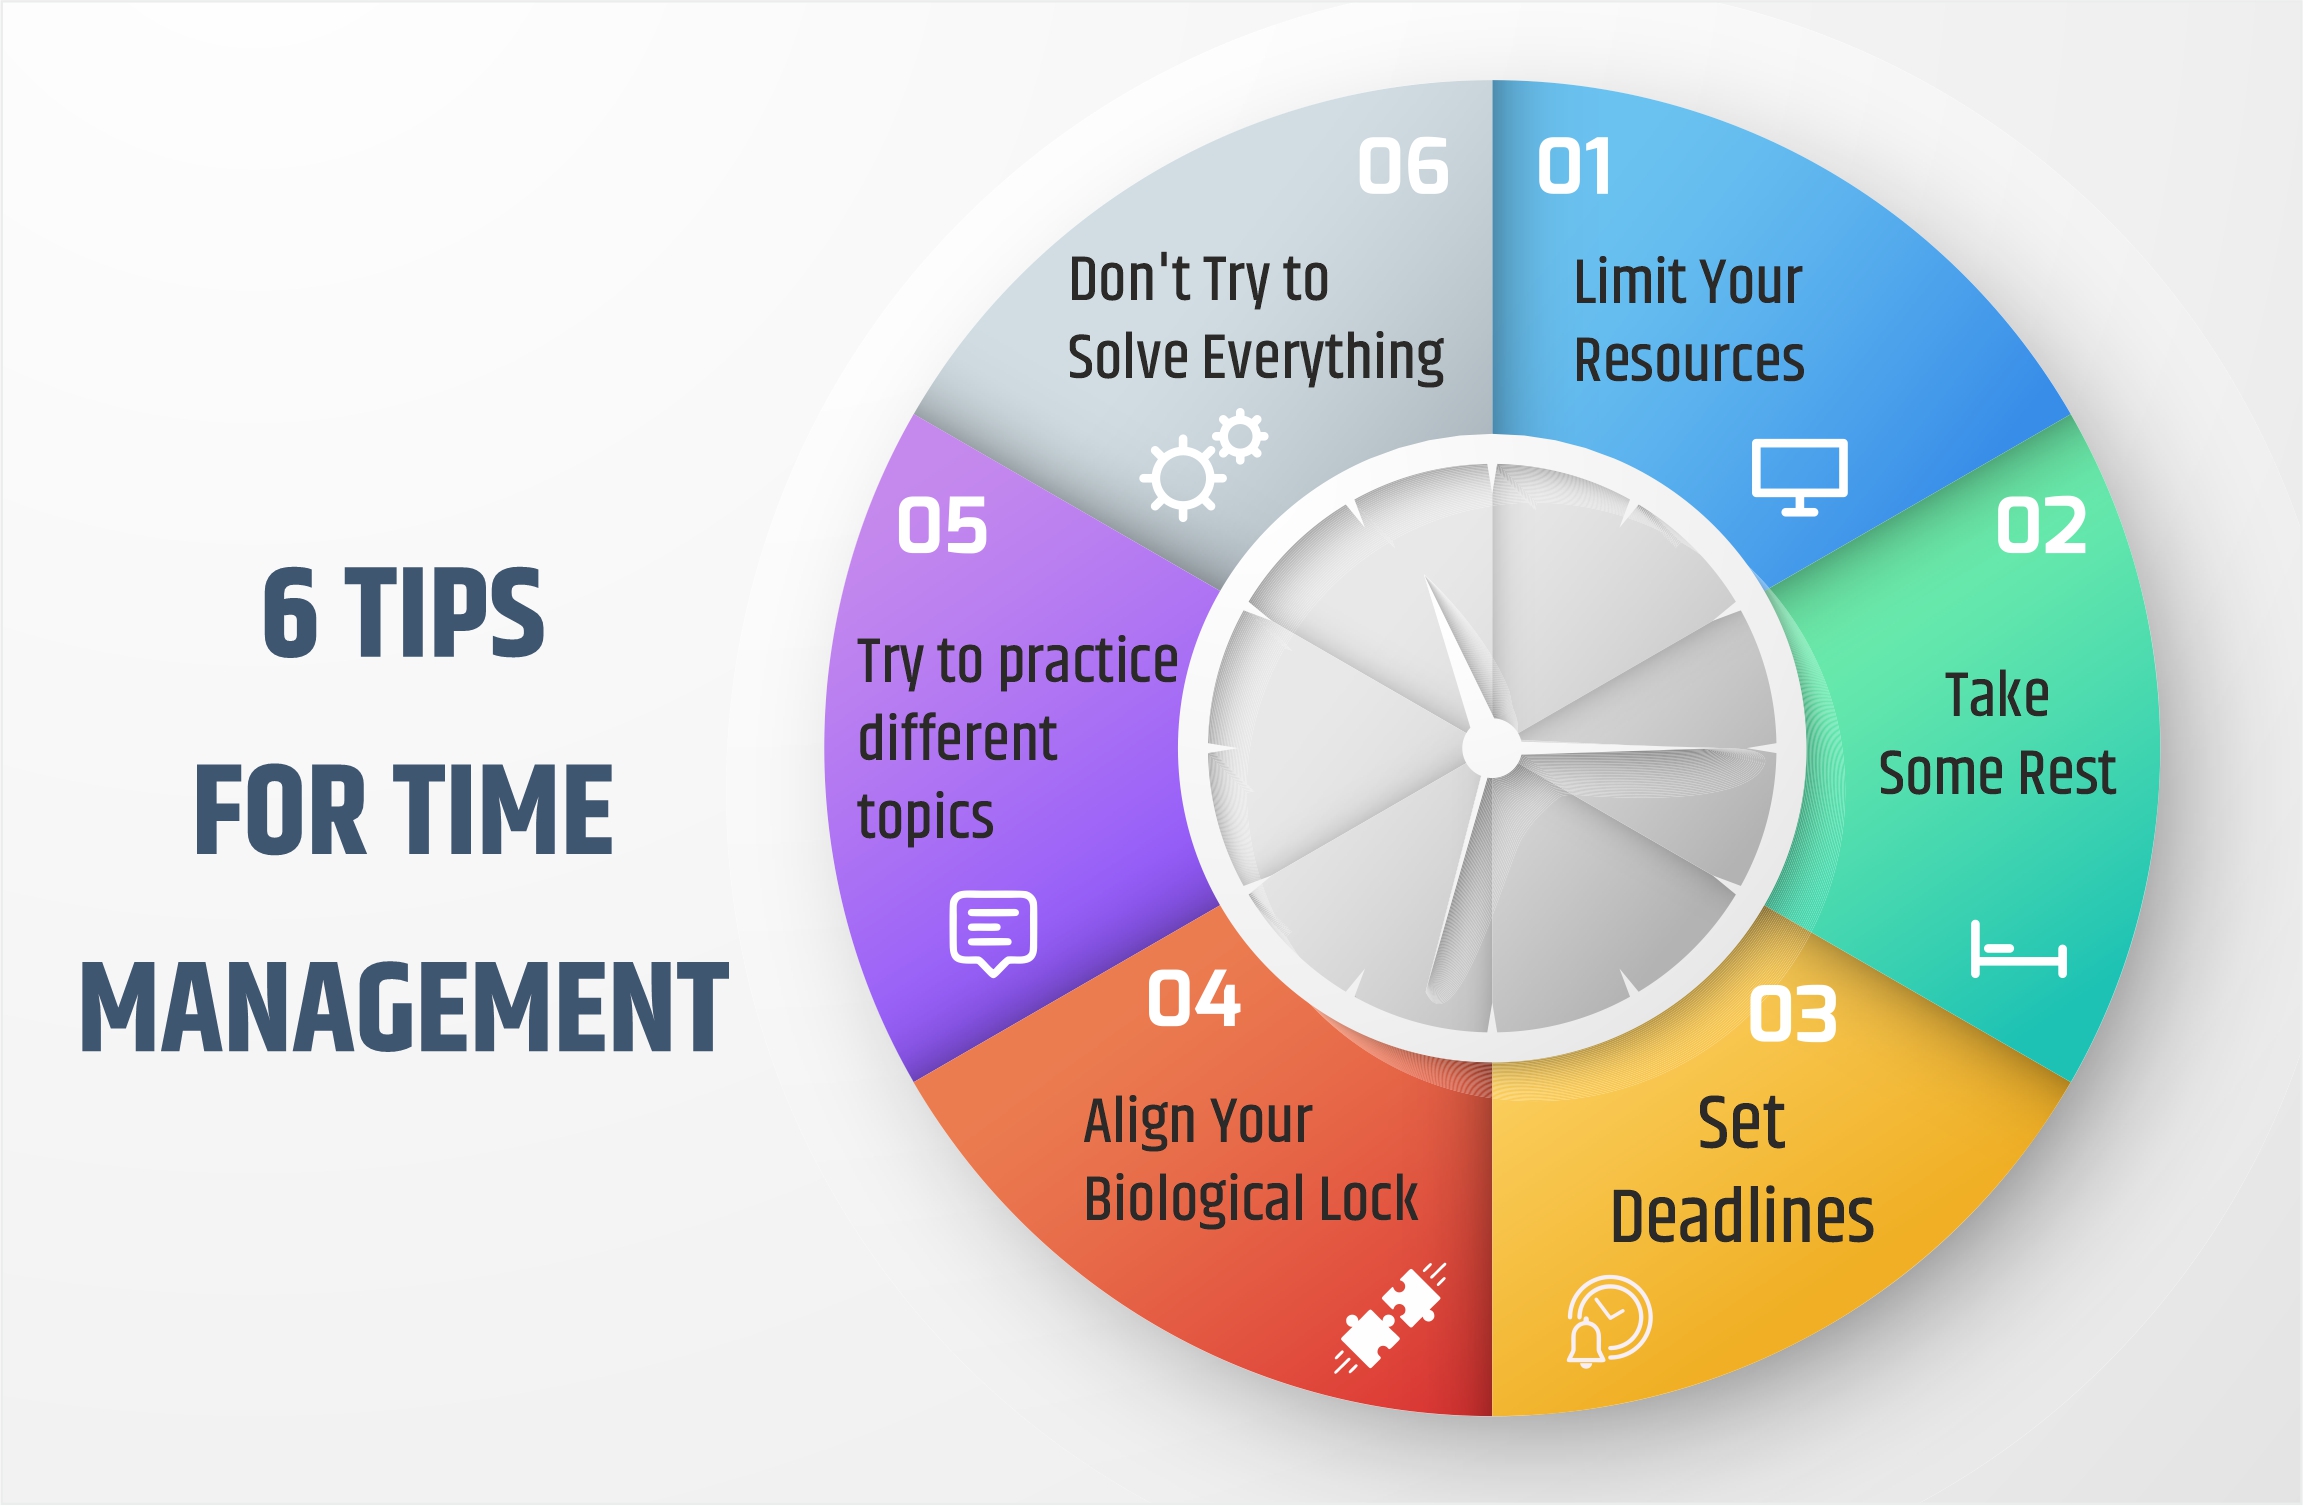 6 TIPS
FOR TIME
MANAGEMENT
01
Limit Your
Resources
02
Take
Some Rest
03
Set
Deadlines
04
Align Your
Biological Lock
05
Try to practice
different
topics
06
Don't Try to
Solve Everything